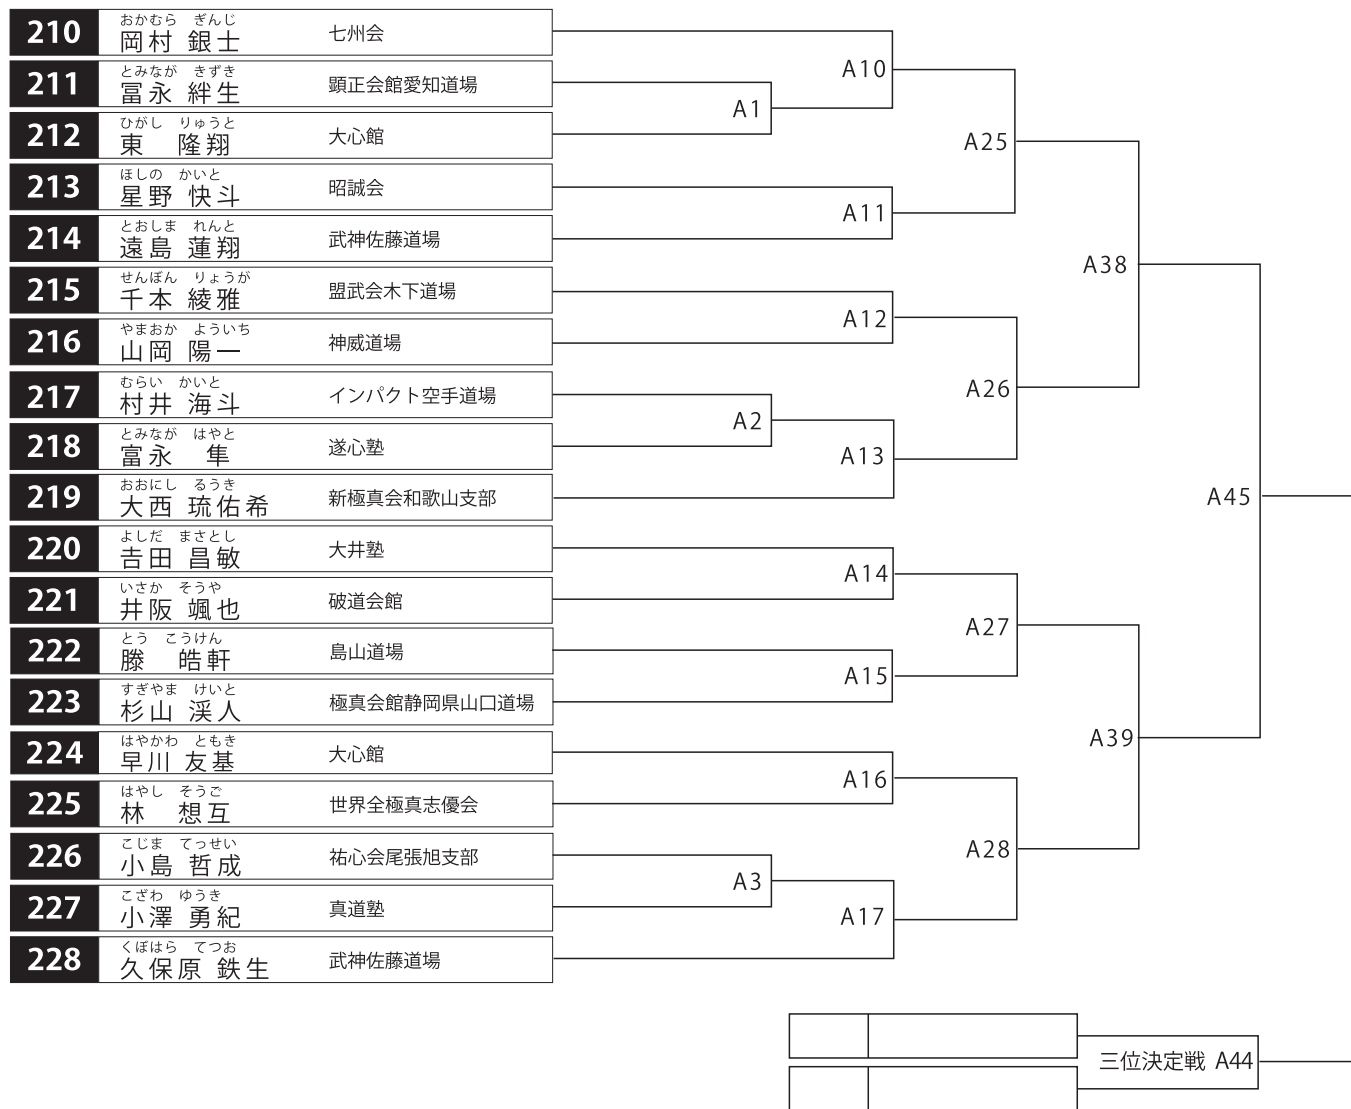 210 おかむら ぎんじ 岡村 銀士 七州会
211 とみなが きずき 冨永 絆生 顕正会館愛知道場
212 ひがし りゅうと 東 隆翔 大心館
213 ほしの かいと 星野 快斗 昭誠会
214 とおしま れんと 遠島 蓮翔 武神佐藤道場
215 せんぼん りょうが 千本 綾雅 盟武会木下道場
216 やまおか よういち 山岡 陽一 神威道場
217 むらい かいと 村井 海斗 インパクト空手道場
218 とみなが はやと 富永 隼 遂心塾
219 おおにし るうき 大西 琉佑希 新極真会和歌山支部
220 よしだ まさとし 𠮷田 昌敏 大井塾
221 いさか そうや 井阪 颯也 破道会館
222 とう こうけん 滕 皓軒 島山道場
223 すぎやま けいと 杉山 渓人 極真会館静岡県山口道場
224 はやかわ ともき 早川 友基 大心館
225 はやし そうご 林 想互 世界全極真志優会
226 こじま てっせい 小島 哲成 祐心会尾張旭支部
227 こざわ ゆうき 小澤 勇紀 真道塾
228 くぼはら てつお 久保原 鉄生 武神佐藤道場
A1
A2
A3
A10
A11
A12
A13
A14
A15
A16
A17
A25
A26
A27
A28
A38
A39
A45
三位決定戦 A44